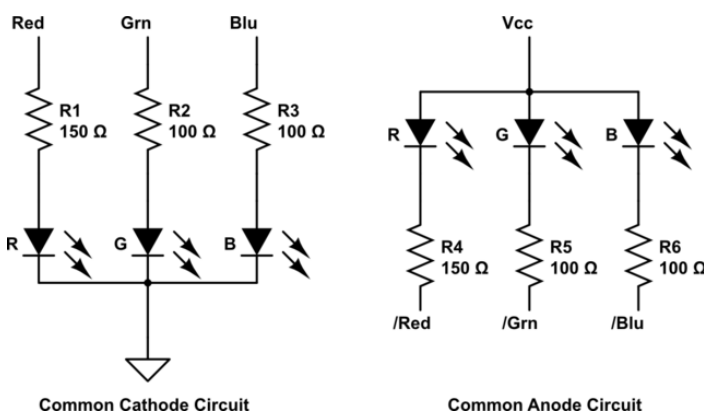 Red Grn Blu
R1
150 Ω
R2
100 Ω
R3
100 Ω
R G B
Common Cathode Circuit
Vcc
R G B
R4
150 Ω
R5
100 Ω
R6
100 Ω
/Red /Grn /Blu
Common Anode Circuit